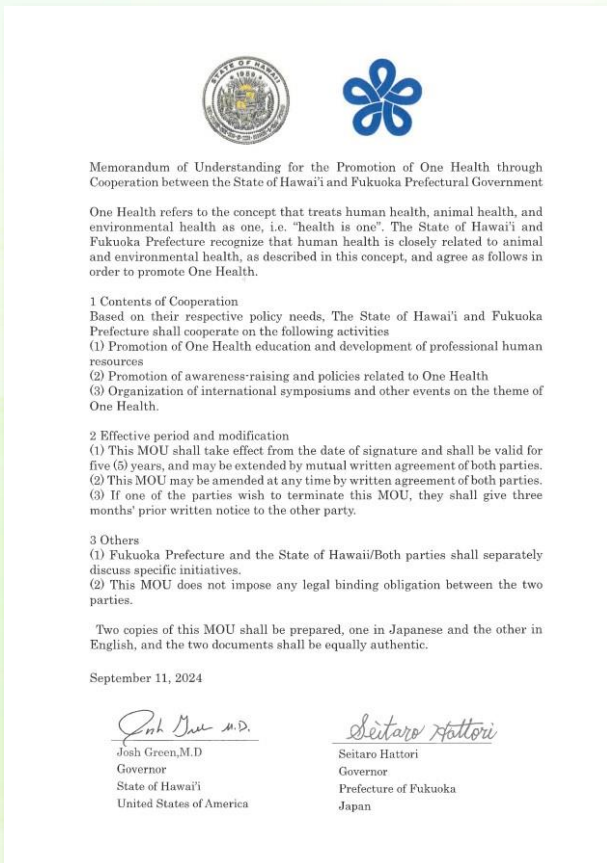 STATE OF HAWAII
1959
Memorandum of Understanding for the Promotion of One Health through
Cooperation between the State of Hawai'i and Fukuoka Prefectural Government
One Health refers to the concept that treats human health, animal health, and
environmental health as one, i.e. "health is one". The State of Hawai'i and
Fukuoka Prefecture recognize that human health is closely related to animal
and environmental health, as described in this concept, and agree as follows in
order to promote One Health.
1 Contents of Cooperation
Based on their respective policy needs, The State of Hawai'i and Fukuoka
Prefecture shall cooperate on the following activities
(1) Promotion of One Health education and development of professional human
resources
(2) Promotion of awareness-raising and policies related to One Health
(3) Organization of international symposiums and other events on the theme of
One Health.
2 Effective period and modification
(1) This MOU shall take effect from the date of signature and shall be valid for
five (5) years, and may be extended by mutual written agreement of both parties.
(2) This MOU may be amended at any time by written agreement of both parties.
(3) If one of the parties wish to terminate this MOU, they shall give three
months' prior written notice to the other party.
3 Others
(1) Fukuoka Prefecture and the State of Hawaii/Both parties shall separately
discuss specific initiatives.
(2) This MOU does not impose any legal binding obligation between the two
parties.
Two copies of this MOU shall be prepared, one in Japanese and the other in
English, and the two documents shall be equally authentic.
September 11, 2024
Josh Green M.D.
Seitaro Hattori
Josh Green,M.D
Governor
State of Hawai'i
United States of America
Seitaro Hattori
Governor
Prefecture of Fukuoka
Japan